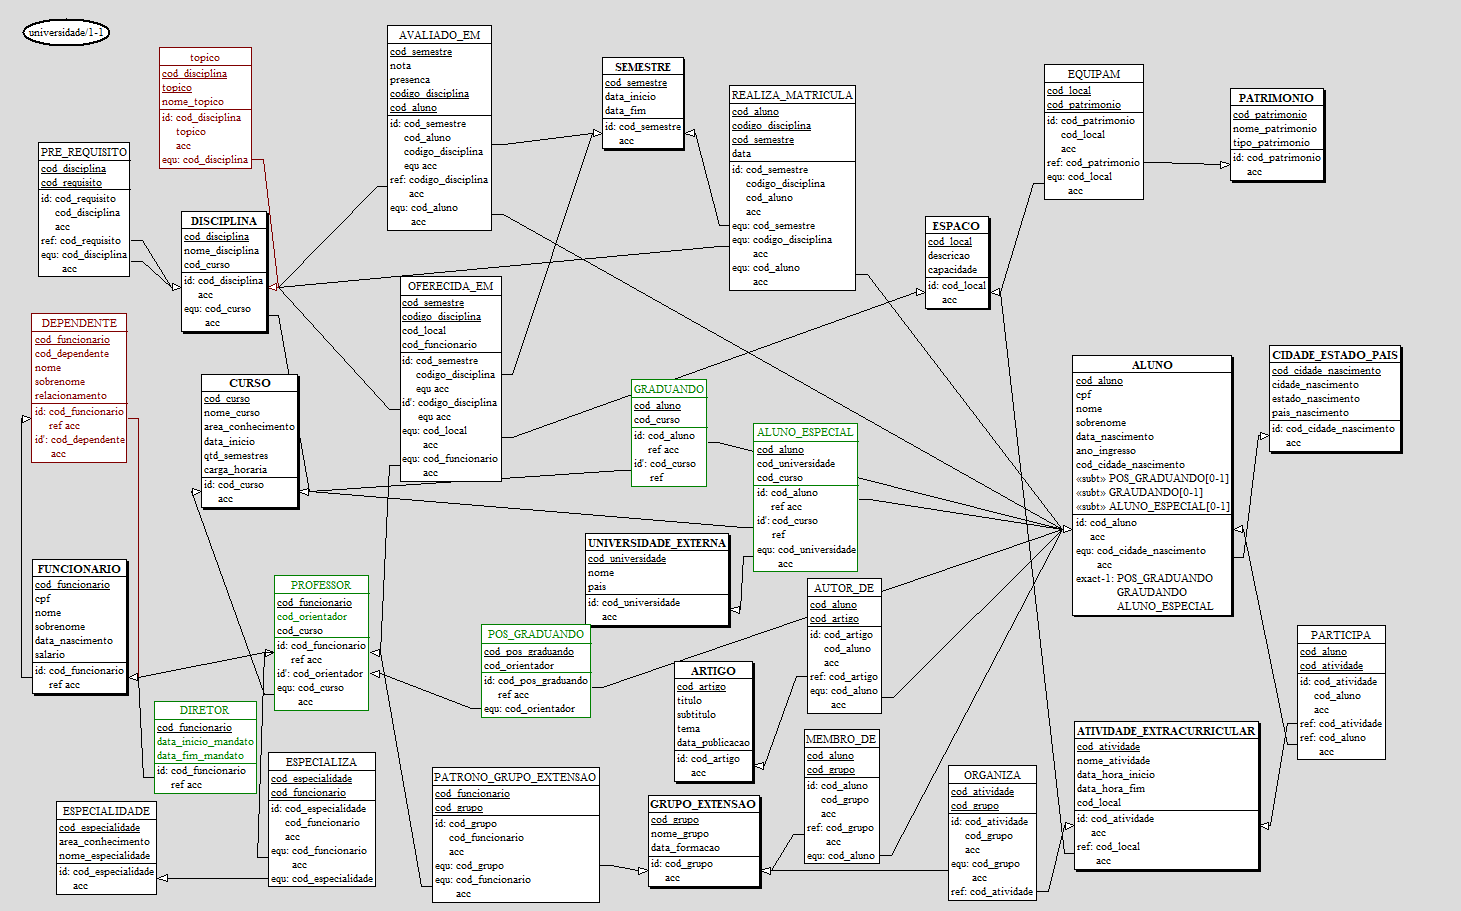 universidade/1-1
topico
cod_disciplina
topico
nome_topico
id: cod_disciplina
topico
acc
equ: cod_disciplina
AVALIADO_EM
cod_semestre
nota
presenca
codigo_disciplina
cod_aluno
id: cod_semestre
cod_aluno
codigo_disciplina
equ acc
ref: codigo_disciplina
acc
equ: cod_aluno
acc
SEMESTRE
cod_semestre
data_inicio
data_fim
id: cod_semestre
acc
REALIZA_MATRICULA
cod_aluno
codigo_disciplina
cod_semestre
data
id: cod_semestre
codigo_disciplina
cod_aluno
acc
equ: cod_semestre
equ: codigo_disciplina
acc
equ: cod_aluno
acc
EQUIPAM
cod_local
cod_patrimonio
id: cod_patrimonio
cod_local
acc
ref: cod_patrimonio
equ: cod_local
acc
PATRIMONIO
cod_patrimonio
nome_patrimonio
tipo_patrimonio
id: cod_patrimonio
acc
PRE_REQUISITO
cod_disciplina
cod_requisito
id: cod_requisito
cod_disciplina
acc
ref: cod_requisito
equ: cod_disciplina
acc
DISCIPLINA
cod_disciplina
nome_disciplina
cod_curso
id: cod_disciplina
acc
equ: cod_curso
acc
ESPACO
cod_local
descricao
capacidade
id: cod_local
acc
OFERECIDA_EM
cod_semestre
codigo_disciplina
cod_local
cod_funcionario
id: cod_semestre
codigo_disciplina
equ acc
id': codigo_disciplina
equ acc
equ: cod_local
acc
equ: cod_funcionario
acc
DEPENDENTE
cod_funcionario
cod_dependente
nome
sobrenome
relacionamento
id: cod_funcionario
ref acc
id': cod_dependente
acc
CURSO
cod_curso
nome_curso
area_conhecimento
data_inicio
qtd_semestres
carga_horaria
id: cod_curso
acc
GRADUANDO
cod_aluno
cod_curso
id: cod_aluno
ref acc
id': cod_curso
ref
ALUNO_ESPECIAL
cod_aluno
cod_universidade
cod_curso
id: cod_aluno
ref acc
id': cod_curso
ref
equ: cod_universidade
acc
ALUNO
cod_aluno
cpf
nome
sobrenome
data_nascimento
ano_ingresso
cod_cidade_nascimento
«subt» POS_GRADUANDO[0-1]
«subt» GRAUDANDO[0-1]
«subt» ALUNO_ESPECIAL[0-1]
id: cod_aluno
acc
equ: cod_cidade_nascimento
acc
exact-1: POS_GRADUANDO
GRAUDANDO
ALUNO_ESPECIAL
CIDADE_ESTADO_PAIS
cod_cidade_nascimento
cidade_nascimento
estado_nascimento
pais_nascimento
id: cod_cidade_nascimento
acc
FUNCIONARIO
cod_funcionario
cpf
nome
sobrenome
data_nascimento
salario
id: cod_funcionario
ref acc
PROFESSOR
cod_funcionario
cod_orientador
cod_curso
id: cod_funcionario
ref acc
id': cod_orientador
equ: cod_curso
acc
UNIVERSIDADE_EXTERNA
cod_universidade
nome
pais
id: cod_universidade
acc
POS_GRADUANDO
cod_pos_graduando
cod_orientador
id: cod_pos_graduando
ref acc
equ: cod_orientador
AUTOR_DE
cod_aluno
cod_artigo
id: cod_artigo
cod_aluno
acc
ref: cod_artigo
equ: cod_aluno
acc
ARTIGO
cod_artigo
titulo
subtitulo
tema
data_publicacao
id: cod_artigo
acc
PARTICIPA
cod_aluno
cod_atividade
id: cod_atividade
cod_aluno
acc
ref: cod_atividade
ref: cod_aluno
acc
DIRETOR
cod_funcionario
data_inicio_mandato
data_fim_mandato
id: cod_funcionario
ref acc
ESPECIALIZA
cod_especialidade
cod_funcionario
id: cod_especialidade
cod_funcionario
acc
equ: cod_funcionario
acc
equ: cod_especialidade
ESPECIALIDADE
cod_especialidade
area_conhecimento
nome_especialidade
id: cod_especialidade
acc
PATRONO_GRUPO_EXTENSAO
cod_funcionario
cod_grupo
id: cod_grupo
cod_funcionario
acc
equ: cod_grupo
equ: cod_funcionario
acc
GRUPO_EXTENSAO
cod_grupo
nome_grupo
data_formacao
id: cod_grupo
acc
MEMBRO_DE
cod_aluno
cod_grupo
id: cod_aluno
cod_grupo
acc
ref: cod_grupo
acc
equ: cod_aluno
ORGANIZA
cod_atividade
cod_grupo
id: cod_atividade
cod_grupo
acc
equ: cod_grupo
acc
ref: cod_atividade
ATIVIDADE_EXTRACURRICULAR
cod_atividade
nome_atividade
data_hora_inicio
data_hora_fim
cod_local
id: cod_atividade
acc
ref: cod_local
acc